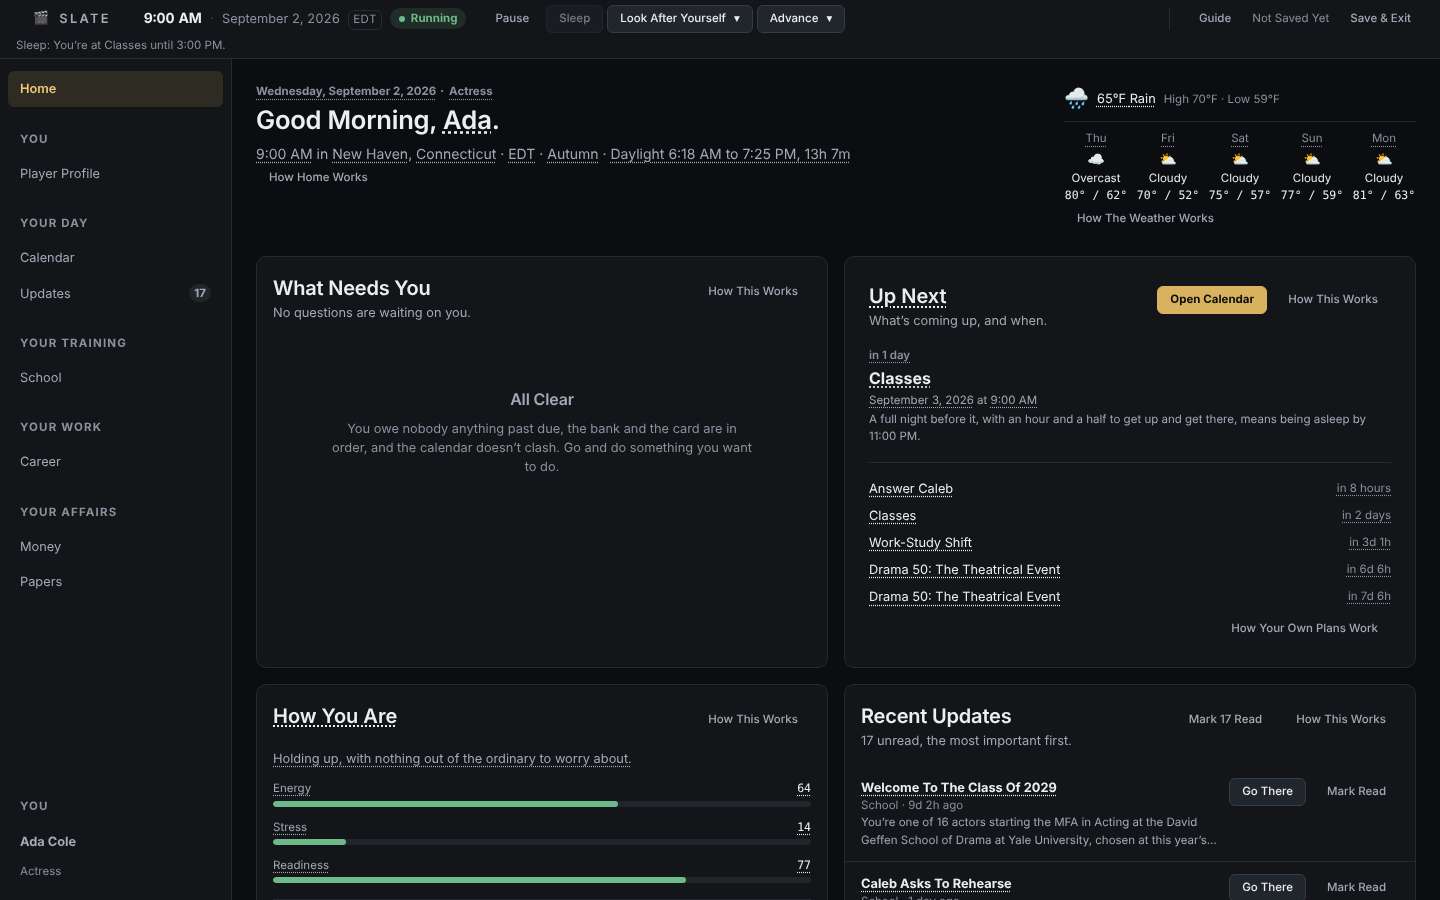 SLATE
9:00 AM · September 2, 2026 EDT Running
Pause
Sleep
Look After Yourself ▾
Advance ▾
Guide
Not Saved Yet
Save & Exit
Sleep: You're at Classes until 3:00 PM.
Home
YOU
Player Profile
YOUR DAY
Calendar
Updates 17
YOUR TRAINING
School
YOUR WORK
Career
YOUR AFFAIRS
Money
Papers
YOU
Ada Cole
Actress
Wednesday, September 2, 2026 · Actress
Good Morning, Ada.
9:00 AM in New Haven, Connecticut · EDT · Autumn · Daylight 6:18 AM to 7:25 PM, 13h 7m
How Home Works
65°F Rain High 70°F · Low 59°F
Thu Fri Sat Sun Mon
Overcast Cloudy Cloudy Cloudy Cloudy
80° / 62° 70° / 52° 75° / 57° 77° / 59° 81° / 63°
How The Weather Works
What Needs You
How This Works
No questions are waiting on you.
All Clear
You owe nobody anything past due, the bank and the card are in
order, and the calendar doesn't clash. Go and do something you want
to do.
Up Next
Open Calendar
How This Works
What's coming up, and when.
in 1 day
Classes
September 3, 2026 at 9:00 AM
A full night before it, with an hour and a half to get up and get there, means being asleep by
11:00 PM.
Answer Caleb in 8 hours
Classes in 2 days
Work-Study Shift in 3d 1h
Drama 50: The Theatrical Event in 6d 6h
Drama 50: The Theatrical Event in 7d 6h
How Your Own Plans Work
How You Are
How This Works
Holding up, with nothing out of the ordinary to worry about.
Energy 64
Stress 14
Readiness 77
Recent Updates
Mark 17 Read
How This Works
17 unread, the most important first.
Welcome To The Class Of 2029
Go There
Mark Read
School · 9d 2h ago
You're one of 16 actors starting the MFA in Acting at the David
Geffen School of Drama at Yale University, chosen at this year's…
Caleb Asks To Rehearse
Go There
Mark Read
School · 1 day ago